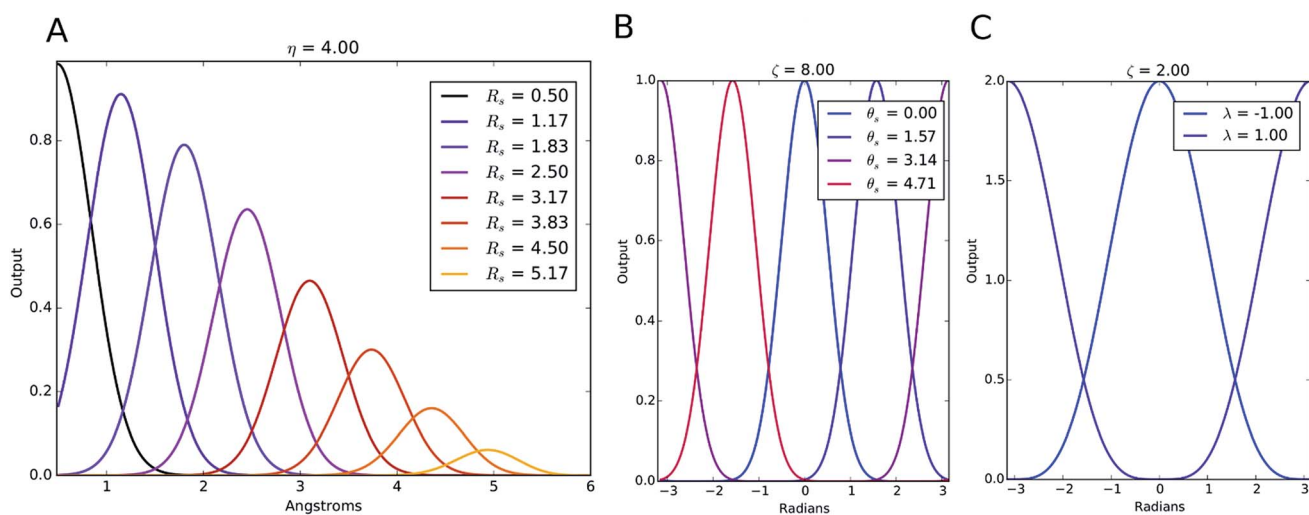 A
η = 4.00
R_s = 0.50
R_s = 1.17
R_s = 1.83
R_s = 2.50
R_s = 3.17
R_s = 3.83
R_s = 4.50
R_s = 5.17
0.8
0.6
0.4
0.2
0.0
Output
1 2 3 4 5 6
Angstroms
B
ζ = 8.00
θ_s = 0.00
θ_s = 1.57
θ_s = 3.14
θ_s = 4.71
1.0
0.8
0.6
0.4
0.2
0.0
Output
−3 −2 −1 0 1 2 3
Radians
C
ζ = 2.00
λ = -1.00
λ = 1.00
2.0
1.5
1.0
0.5
0.0
Output
−3 −2 −1 0 1 2 3
Radians